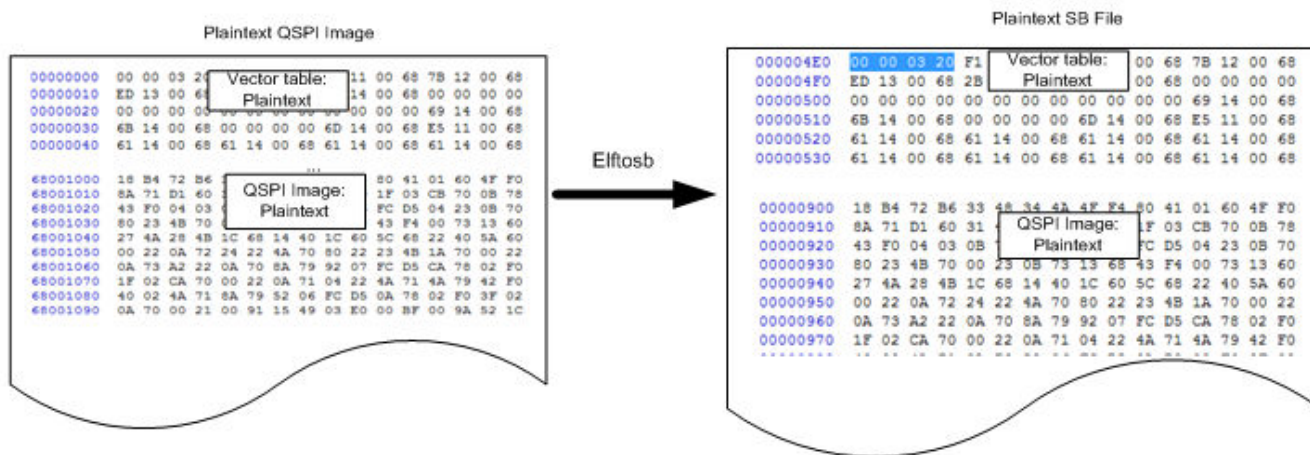 Plaintext QSPI Image
00000000 00 00 03 20 11 00 68 7B 12 00 68
Vector table:
Plaintext
00000010 ED 13 00 68 14 00 68 00 00 00 00
00000020 00 00 00 00 00 00 00 00 00 00 00 00 69 14 00 68
00000030 6B 14 00 68 00 00 00 00 6D 14 00 68 E5 11 00 68
00000040 61 14 00 68 61 14 00 68 61 14 00 68 61 14 00 68
...
68001000 18 B4 72 B6 80 41 01 60 4F F0
68001010 8A 71 D1 60 1F 03 CB 70 0B 78
QSPI Image:
Plaintext
68001020 43 F0 04 03 FC D5 04 23 0B 70
68001030 80 23 4B 70 43 F4 00 73 13 60
68001040 27 4A 28 4B 1C 68 14 40 1C 60 5C 68 22 40 5A 60
68001050 00 22 0A 72 24 22 4A 70 80 22 23 4B 1A 70 00 22
68001060 0A 73 A2 22 0A 70 8A 79 92 07 FC D5 CA 78 02 F0
68001070 1F 02 CA 70 00 22 0A 71 04 22 4A 71 4A 79 42 F0
68001080 40 02 4A 71 8A 79 52 06 FC D5 0A 78 02 F0 3F 02
68001090 0A 70 00 21 00 91 15 49 03 E0 00 BF 00 9A 52 1C
Elftosb
Plaintext SB File
000004E0 00 00 03 20 F1 00 68 7B 12 00 68
Vector table:
Plaintext
000004F0 ED 13 00 68 2B 00 68 00 00 00 00
00000500 00 00 00 00 00 00 00 00 00 00 00 00 69 14 00 68
00000510 6B 14 00 68 00 00 00 00 6D 14 00 68 E5 11 00 68
00000520 61 14 00 68 61 14 00 68 61 14 00 68 61 14 00 68
00000530 61 14 00 68 61 14 00 68 61 14 00 68 61 14 00 68
00000900 18 B4 72 B6 33 48 34 4A 4F F4 80 41 01 60 4F F0
00000910 8A 71 D1 60 31 1F 03 CB 70 0B 78
QSPI Image:
Plaintext
00000920 43 F0 04 03 0B FC D5 04 23 0B 70
00000930 80 23 4B 70 00 23 0B 73 13 68 43 F4 00 73 13 60
00000940 27 4A 28 4B 1C 68 14 40 1C 60 5C 68 22 40 5A 60
00000950 00 22 0A 72 24 22 4A 70 80 22 23 4B 1A 70 00 22
00000960 0A 73 A2 22 0A 70 8A 79 92 07 FC D5 CA 78 02 F0
00000970 1F 02 CA 70 00 22 0A 71 04 22 4A 71 4A 79 42 F0